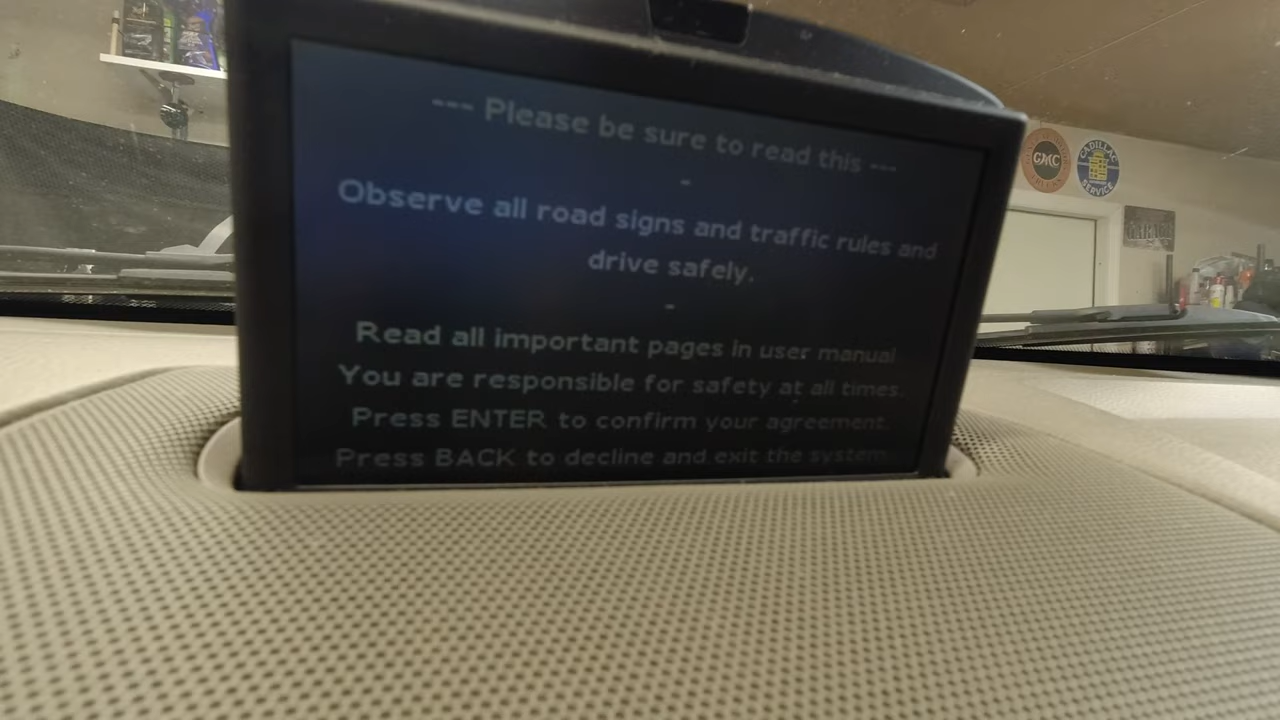 --- Please be sure to read this ---
-
Observe all road signs and traffic rules and
drive safely.
-
Read all important pages in user manual
You are responsible for safety at all times.
Press ENTER to confirm your agreement.
Press BACK to decline and exit the system
GMC
CADILLAC
SERVICE
GARAGE